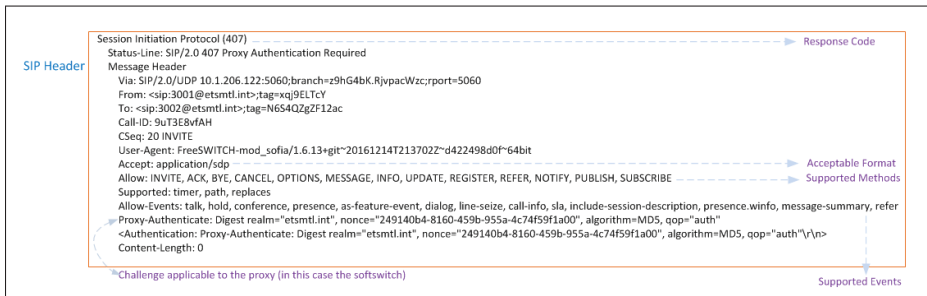 Session Initiation Protocol (407)
Response Code
SIP Header
Status-Line: SIP/2.0 407 Proxy Authentication Required
Message Header
Via: SIP/2.0/UDP 10.1.206.122:5060;branch=z9hG4bK.RjvpacWzc;rport=5060
From: <sip:3001@etsmtl.int>;tag=xqj9ELTcY
To: <sip:3002@etsmtl.int>;tag=N6S4QZgZF12ac
Call-ID: 9uT3E8vfAH
CSeq: 20 INVITE
User-Agent: FreeSWITCH-mod_sofia/1.6.13+git~20161214T213702Z~d422498d0f~64bit
Accept: application/sdp
Acceptable Format
Allow: INVITE, ACK, BYE, CANCEL, OPTIONS, MESSAGE, INFO, UPDATE, REGISTER, REFER, NOTIFY, PUBLISH, SUBSCRIBE
Supported Methods
Supported: timer, path, replaces
Allow-Events: talk, hold, conference, presence, as-feature-event, dialog, line-seize, call-info, sla, include-session-description, presence.winfo, message-summary, refer
Proxy-Authenticate: Digest realm="etsmtl.int", nonce="249140b4-8160-459b-955a-4c74f59f1a00", algorithm=MD5, qop="auth"
<Authentication: Proxy-Authenticate: Digest realm="etsmtl.int", nonce="249140b4-8160-459b-955a-4c74f59f1a00", algorithm=MD5, qop="auth"\r\n>
Content-Length: 0
Challenge applicable to the proxy (in this case the softswitch)
Supported Events